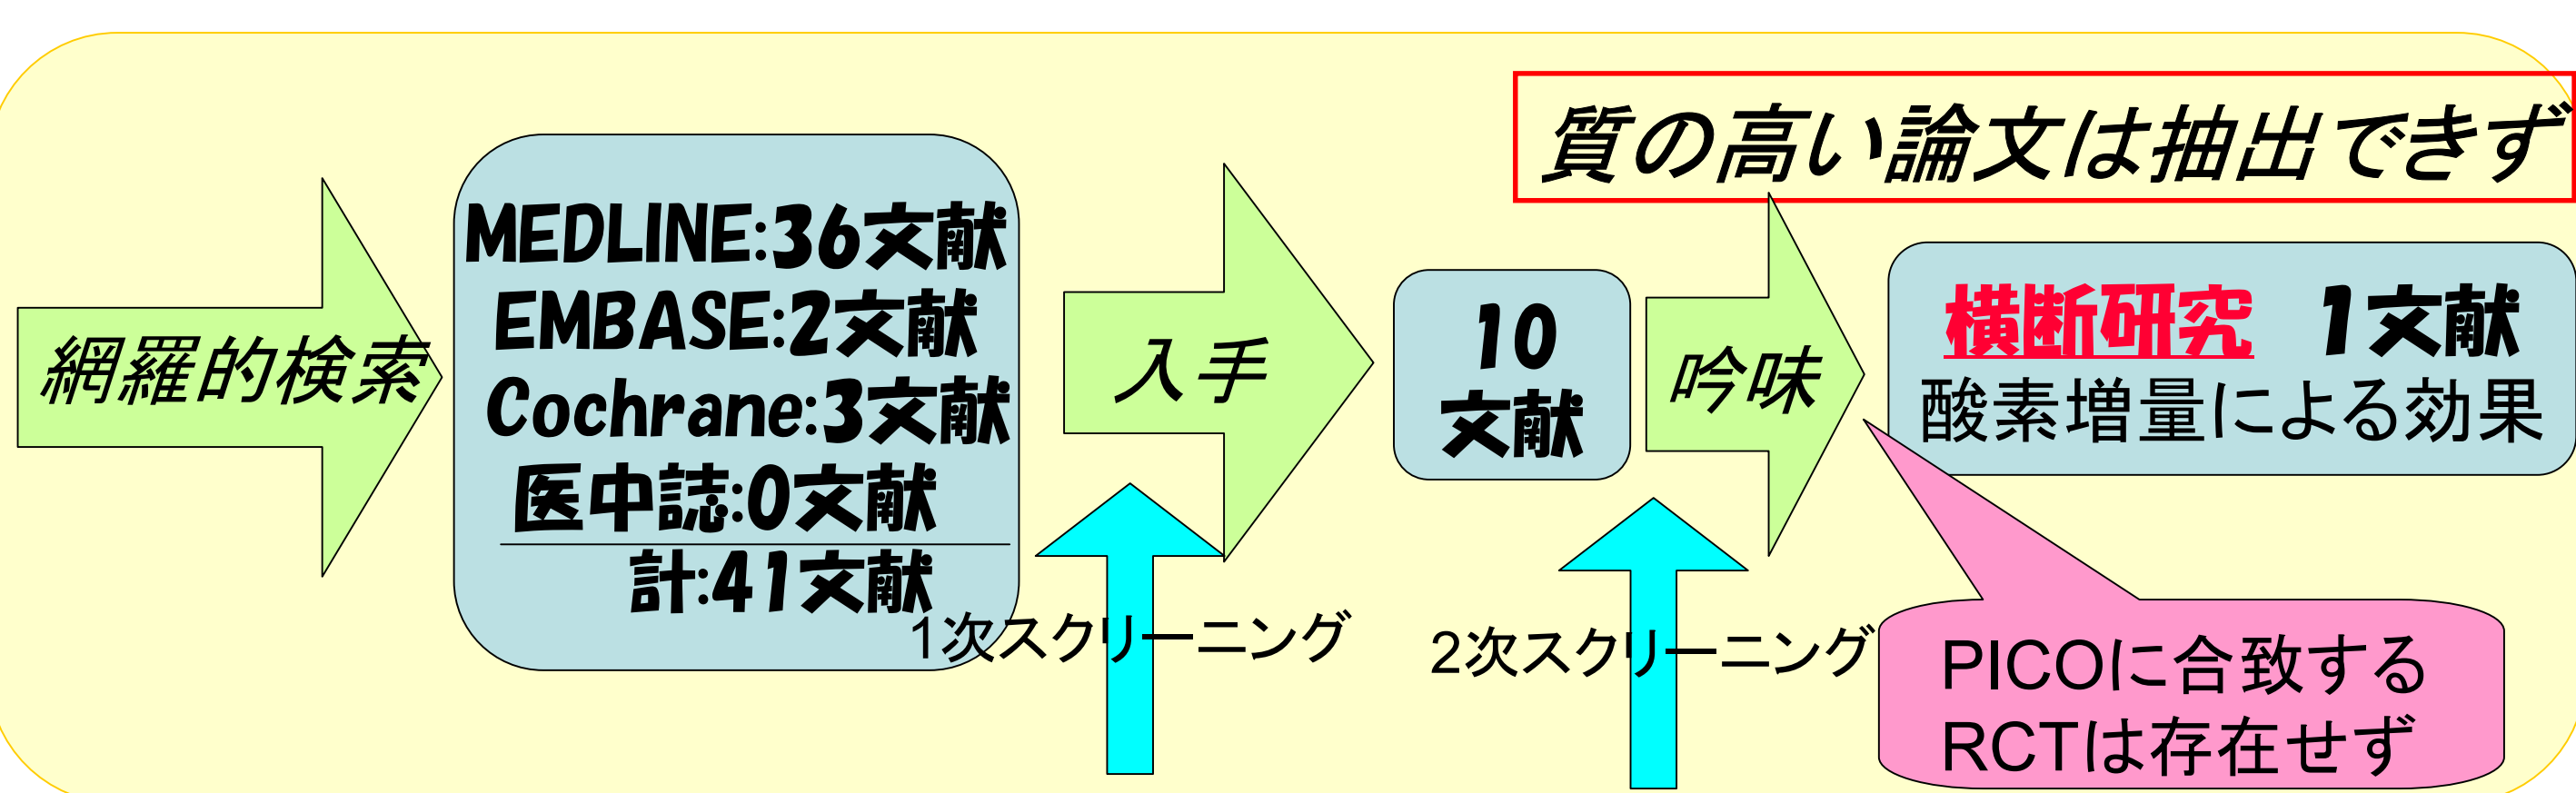 質の高い論文は抽出できず
網羅的検索
MEDLINE:36文献
EMBASE:2文献
Cochrane:3文献
医中誌:0文献
計:41文献
入手
10
文献
吟味
横断研究　1文献
酸素増量による効果
1次スクリーニング
2次スクリーニング
PICOに合致する
RCTは存在せず